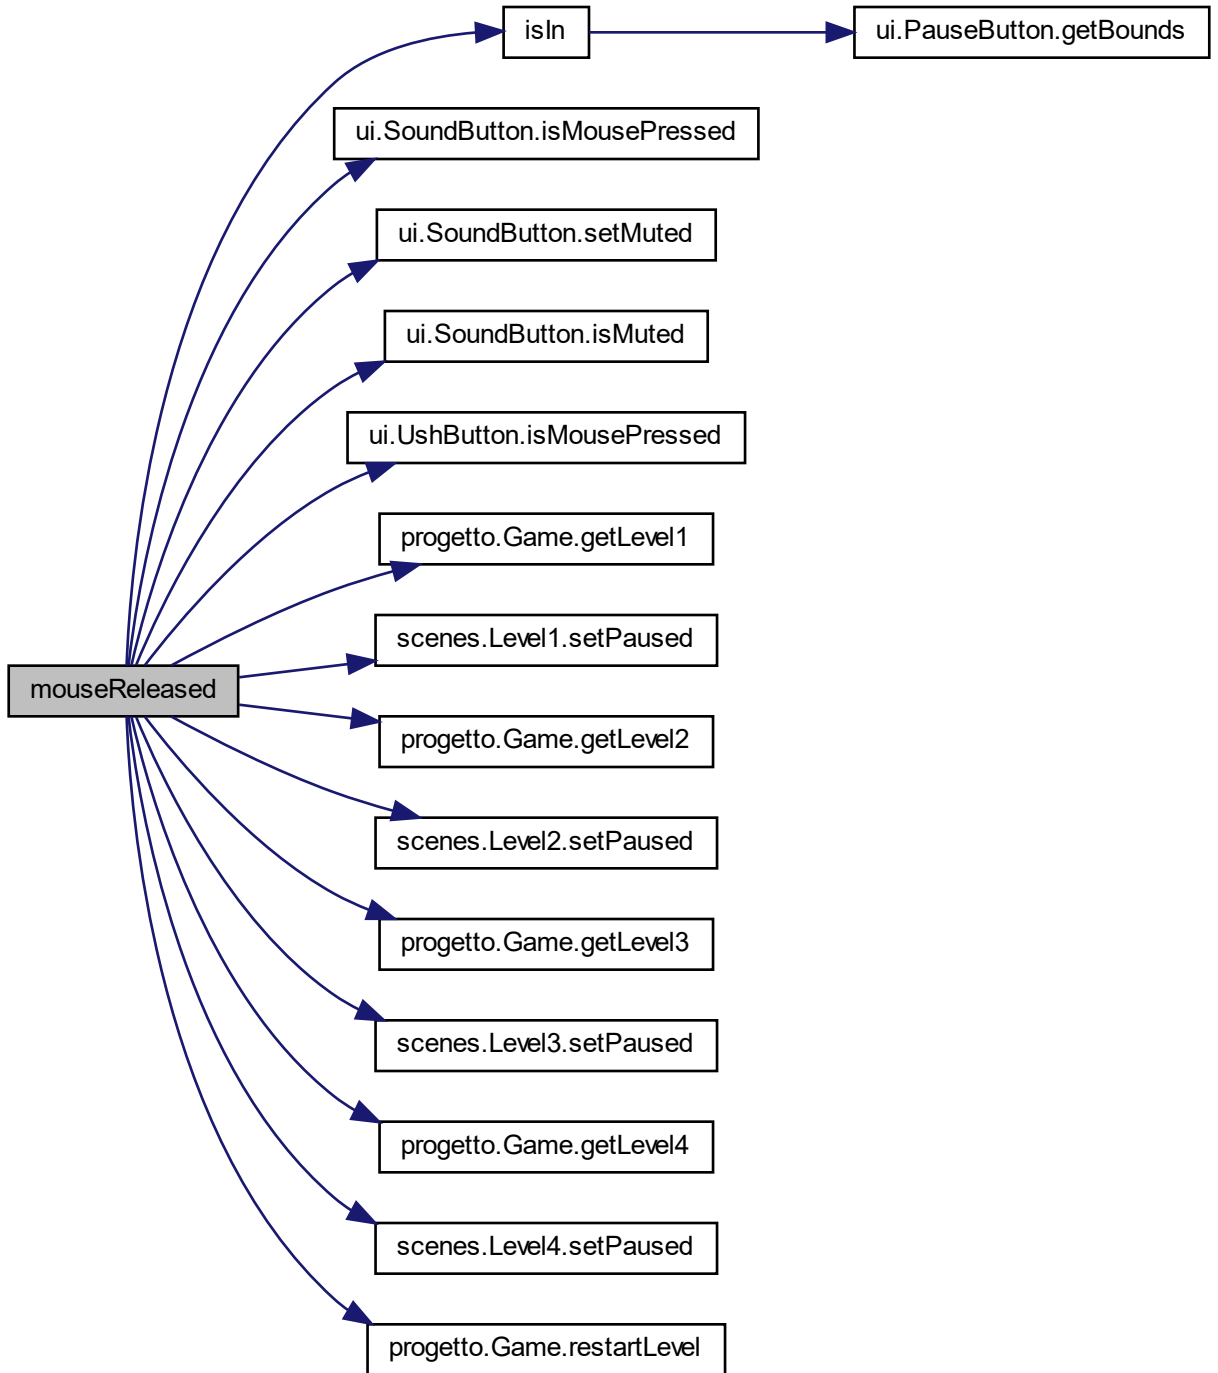 isIn
ui.PauseButton.getBounds
ui.SoundButton.isMousePressed
ui.SoundButton.setMuted
ui.SoundButton.isMuted
ui.UshButton.isMousePressed
progetto.Game.getLevel1
scenes.Level1.setPaused
mouseReleased
progetto.Game.getLevel2
scenes.Level2.setPaused
progetto.Game.getLevel3
scenes.Level3.setPaused
progetto.Game.getLevel4
scenes.Level4.setPaused
progetto.Game.restartLevel